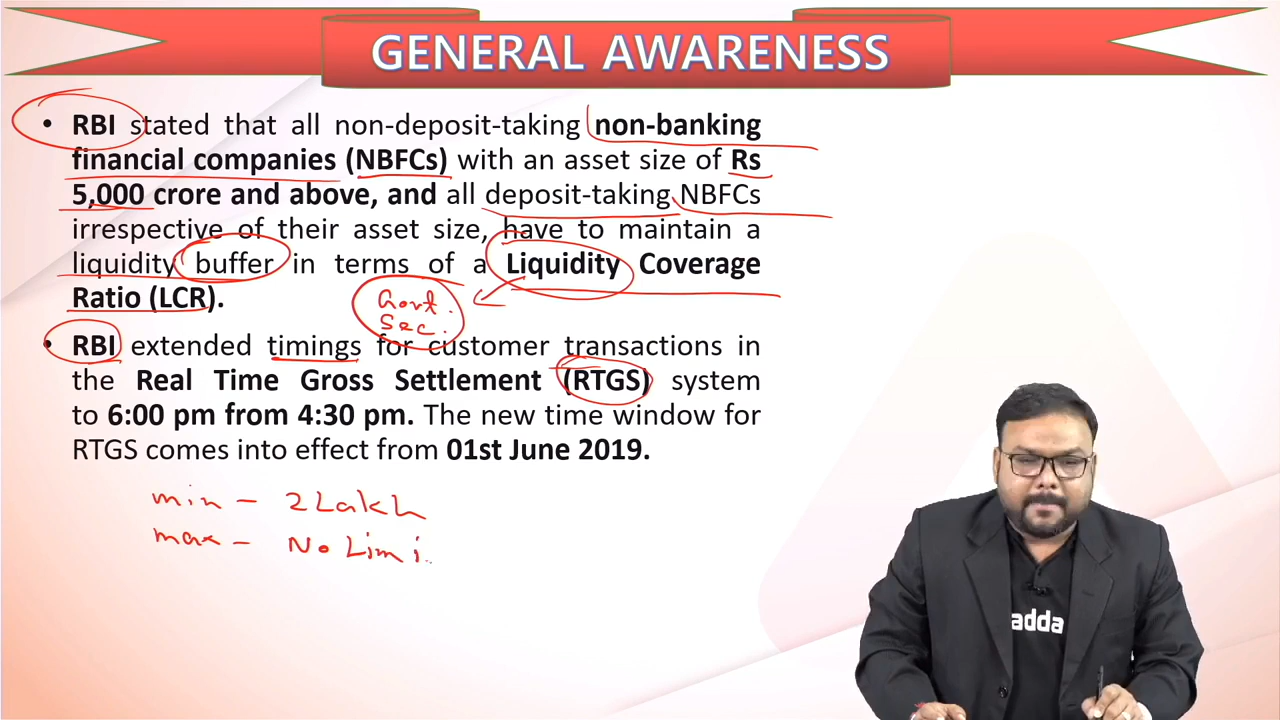 GENERAL AWARENESS
• RBI stated that all non-deposit-taking non-banking
financial companies (NBFCs) with an asset size of Rs
5,000 crore and above, and all deposit-taking NBFCs
irrespective of their asset size, have to maintain a
liquidity buffer in terms of a Liquidity Coverage
Ratio (LCR).
Govt.
Sec.
• RBI extended timings for customer transactions in
the Real Time Gross Settlement (RTGS) system
to 6:00 pm from 4:30 pm. The new time window for
RTGS comes into effect from 01st June 2019.
min - 2 Lakh
max - No Limi
adda